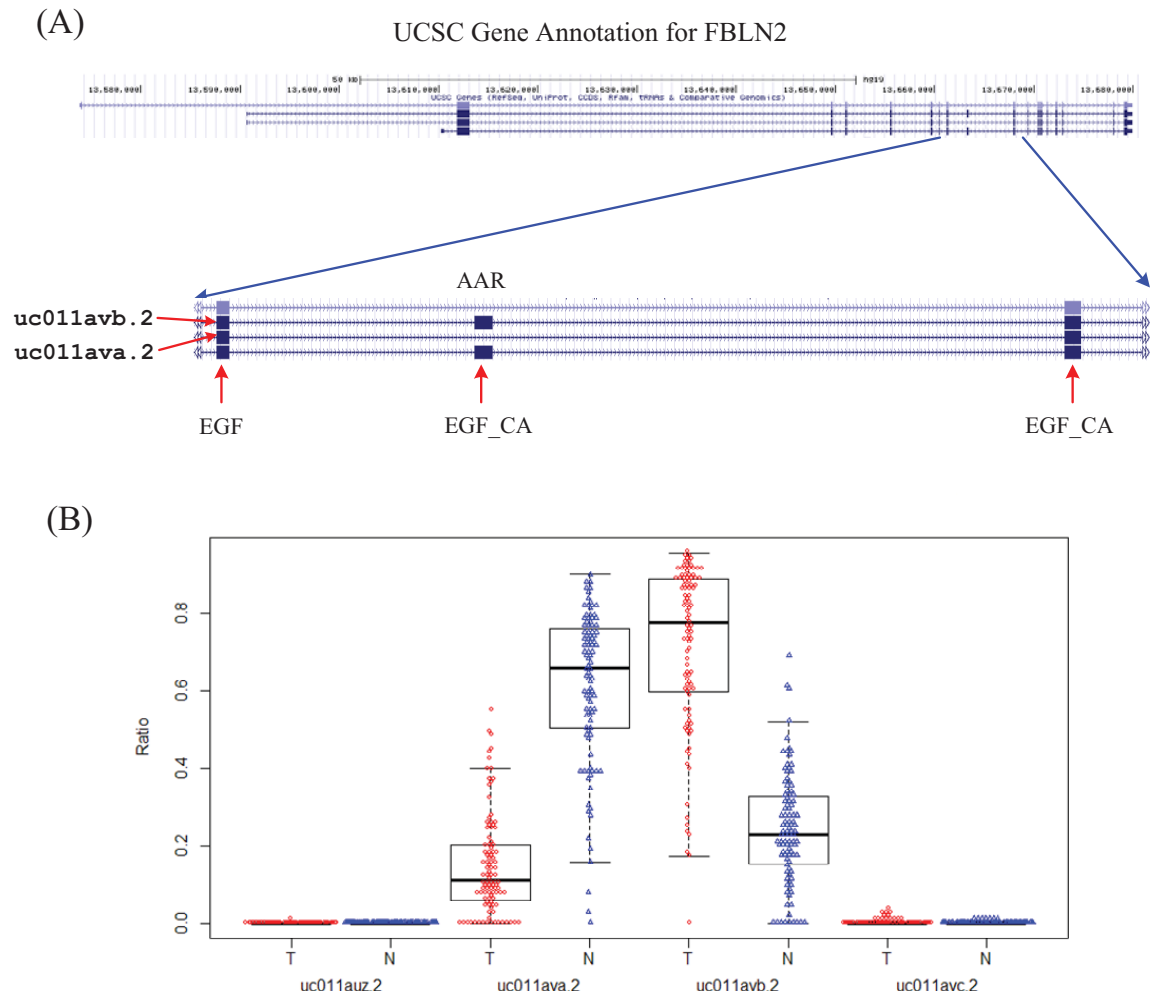 (A)
UCSC Gene Annotation for FBLN2
50 kb hg19
13,580,000 13,590,000 13,600,000 13,610,000 13,620,000 13,630,000 13,640,000 13,650,000 13,660,000 13,670,000 13,680,000
UCSC Genes (RefSeq, UniProt, CCDS, Rfam, tRNAs & Comparative Genomics)
AAR
uc011avb.2
uc011ava.2
EGF EGF_CA EGF_CA
(B)
Ratio
0.8
0.6
0.4
0.2
0.0
T N T N T N T N
uc011auz.2 uc011ava.2 uc011avb.2 uc011avc.2